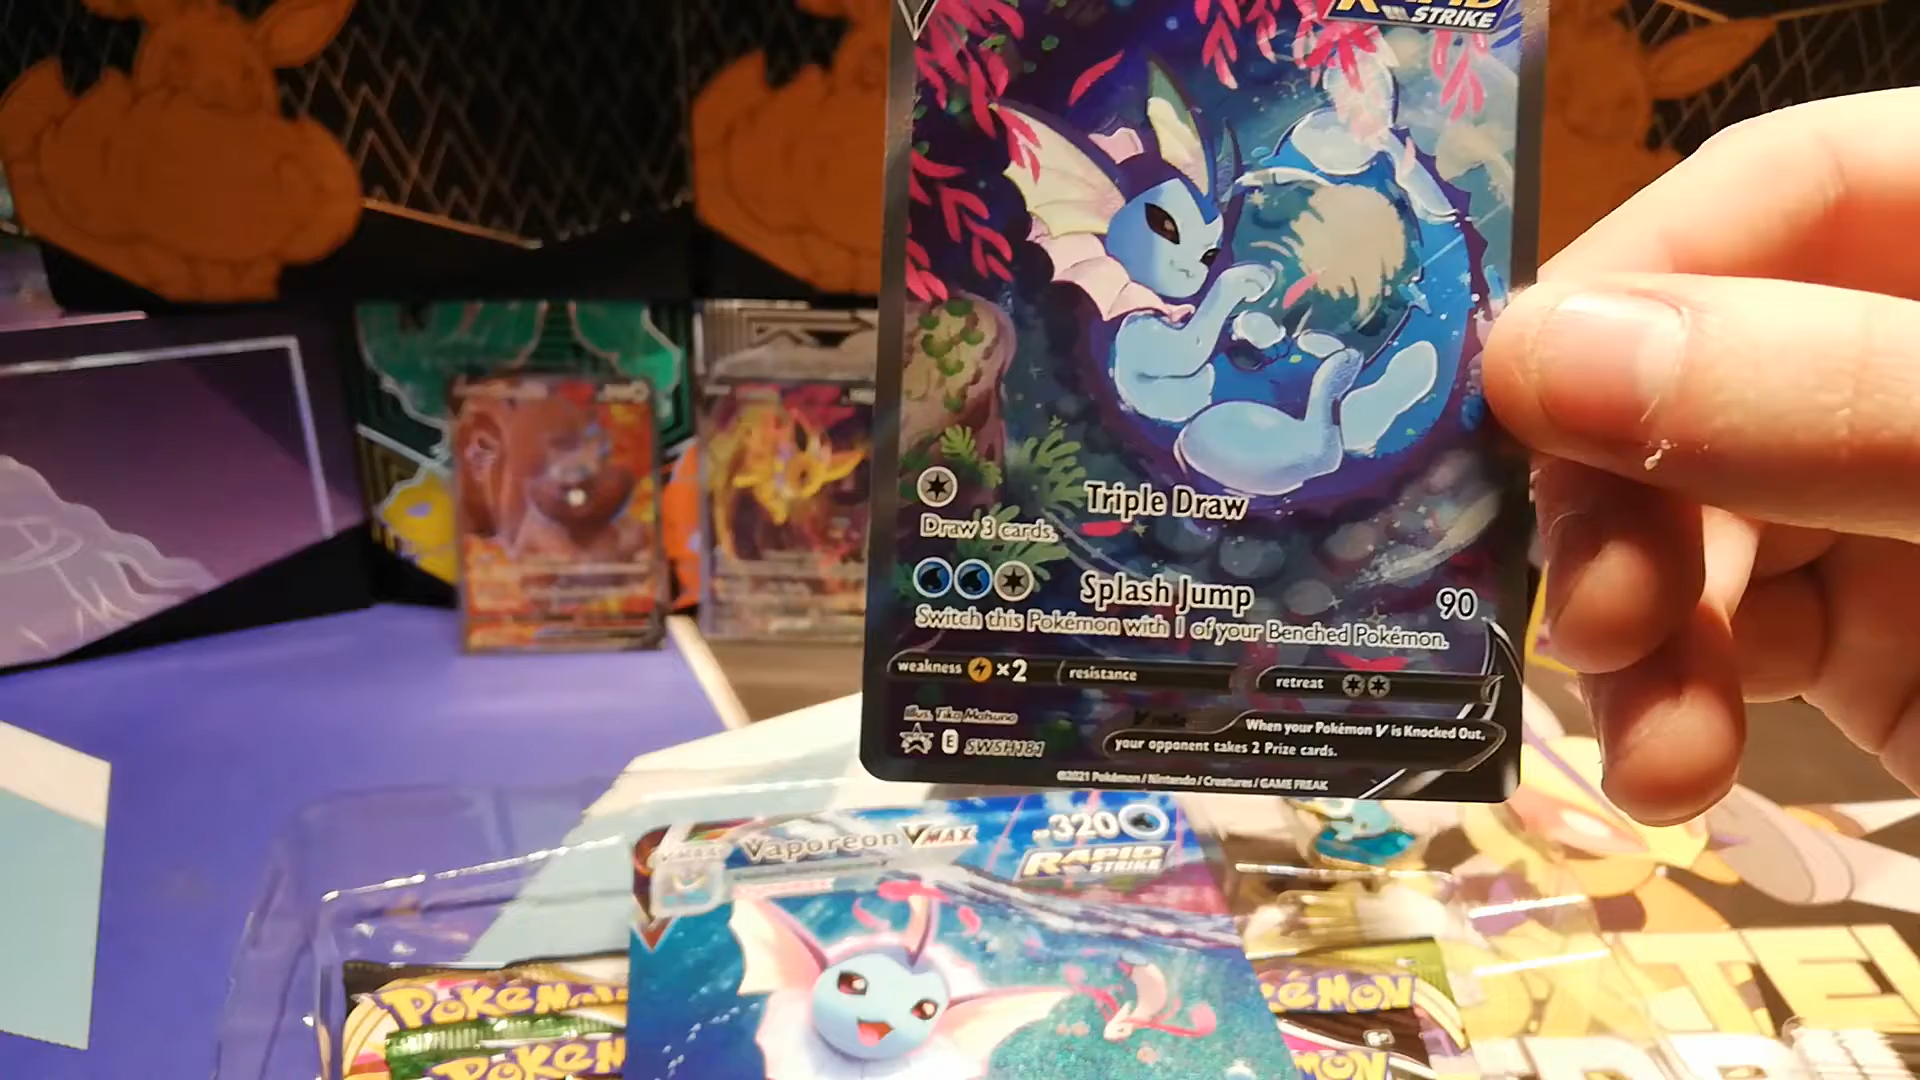 RAPID
STRIKE
Triple Draw
Draw 3 cards.
Splash Jump 90
Switch this Pokémon with 1 of your Benched Pokémon.
weakness ×2 resistance retreat
Illus. Tika Matsuno
V rule When your Pokémon V is Knocked Out,
your opponent takes 2 Prize cards.
E SWSH181
©2021 Pokémon / Nintendo / Creatures / GAME FREAK
Vaporeon VMAX 320
RAPID
STRIKE
POKéMON